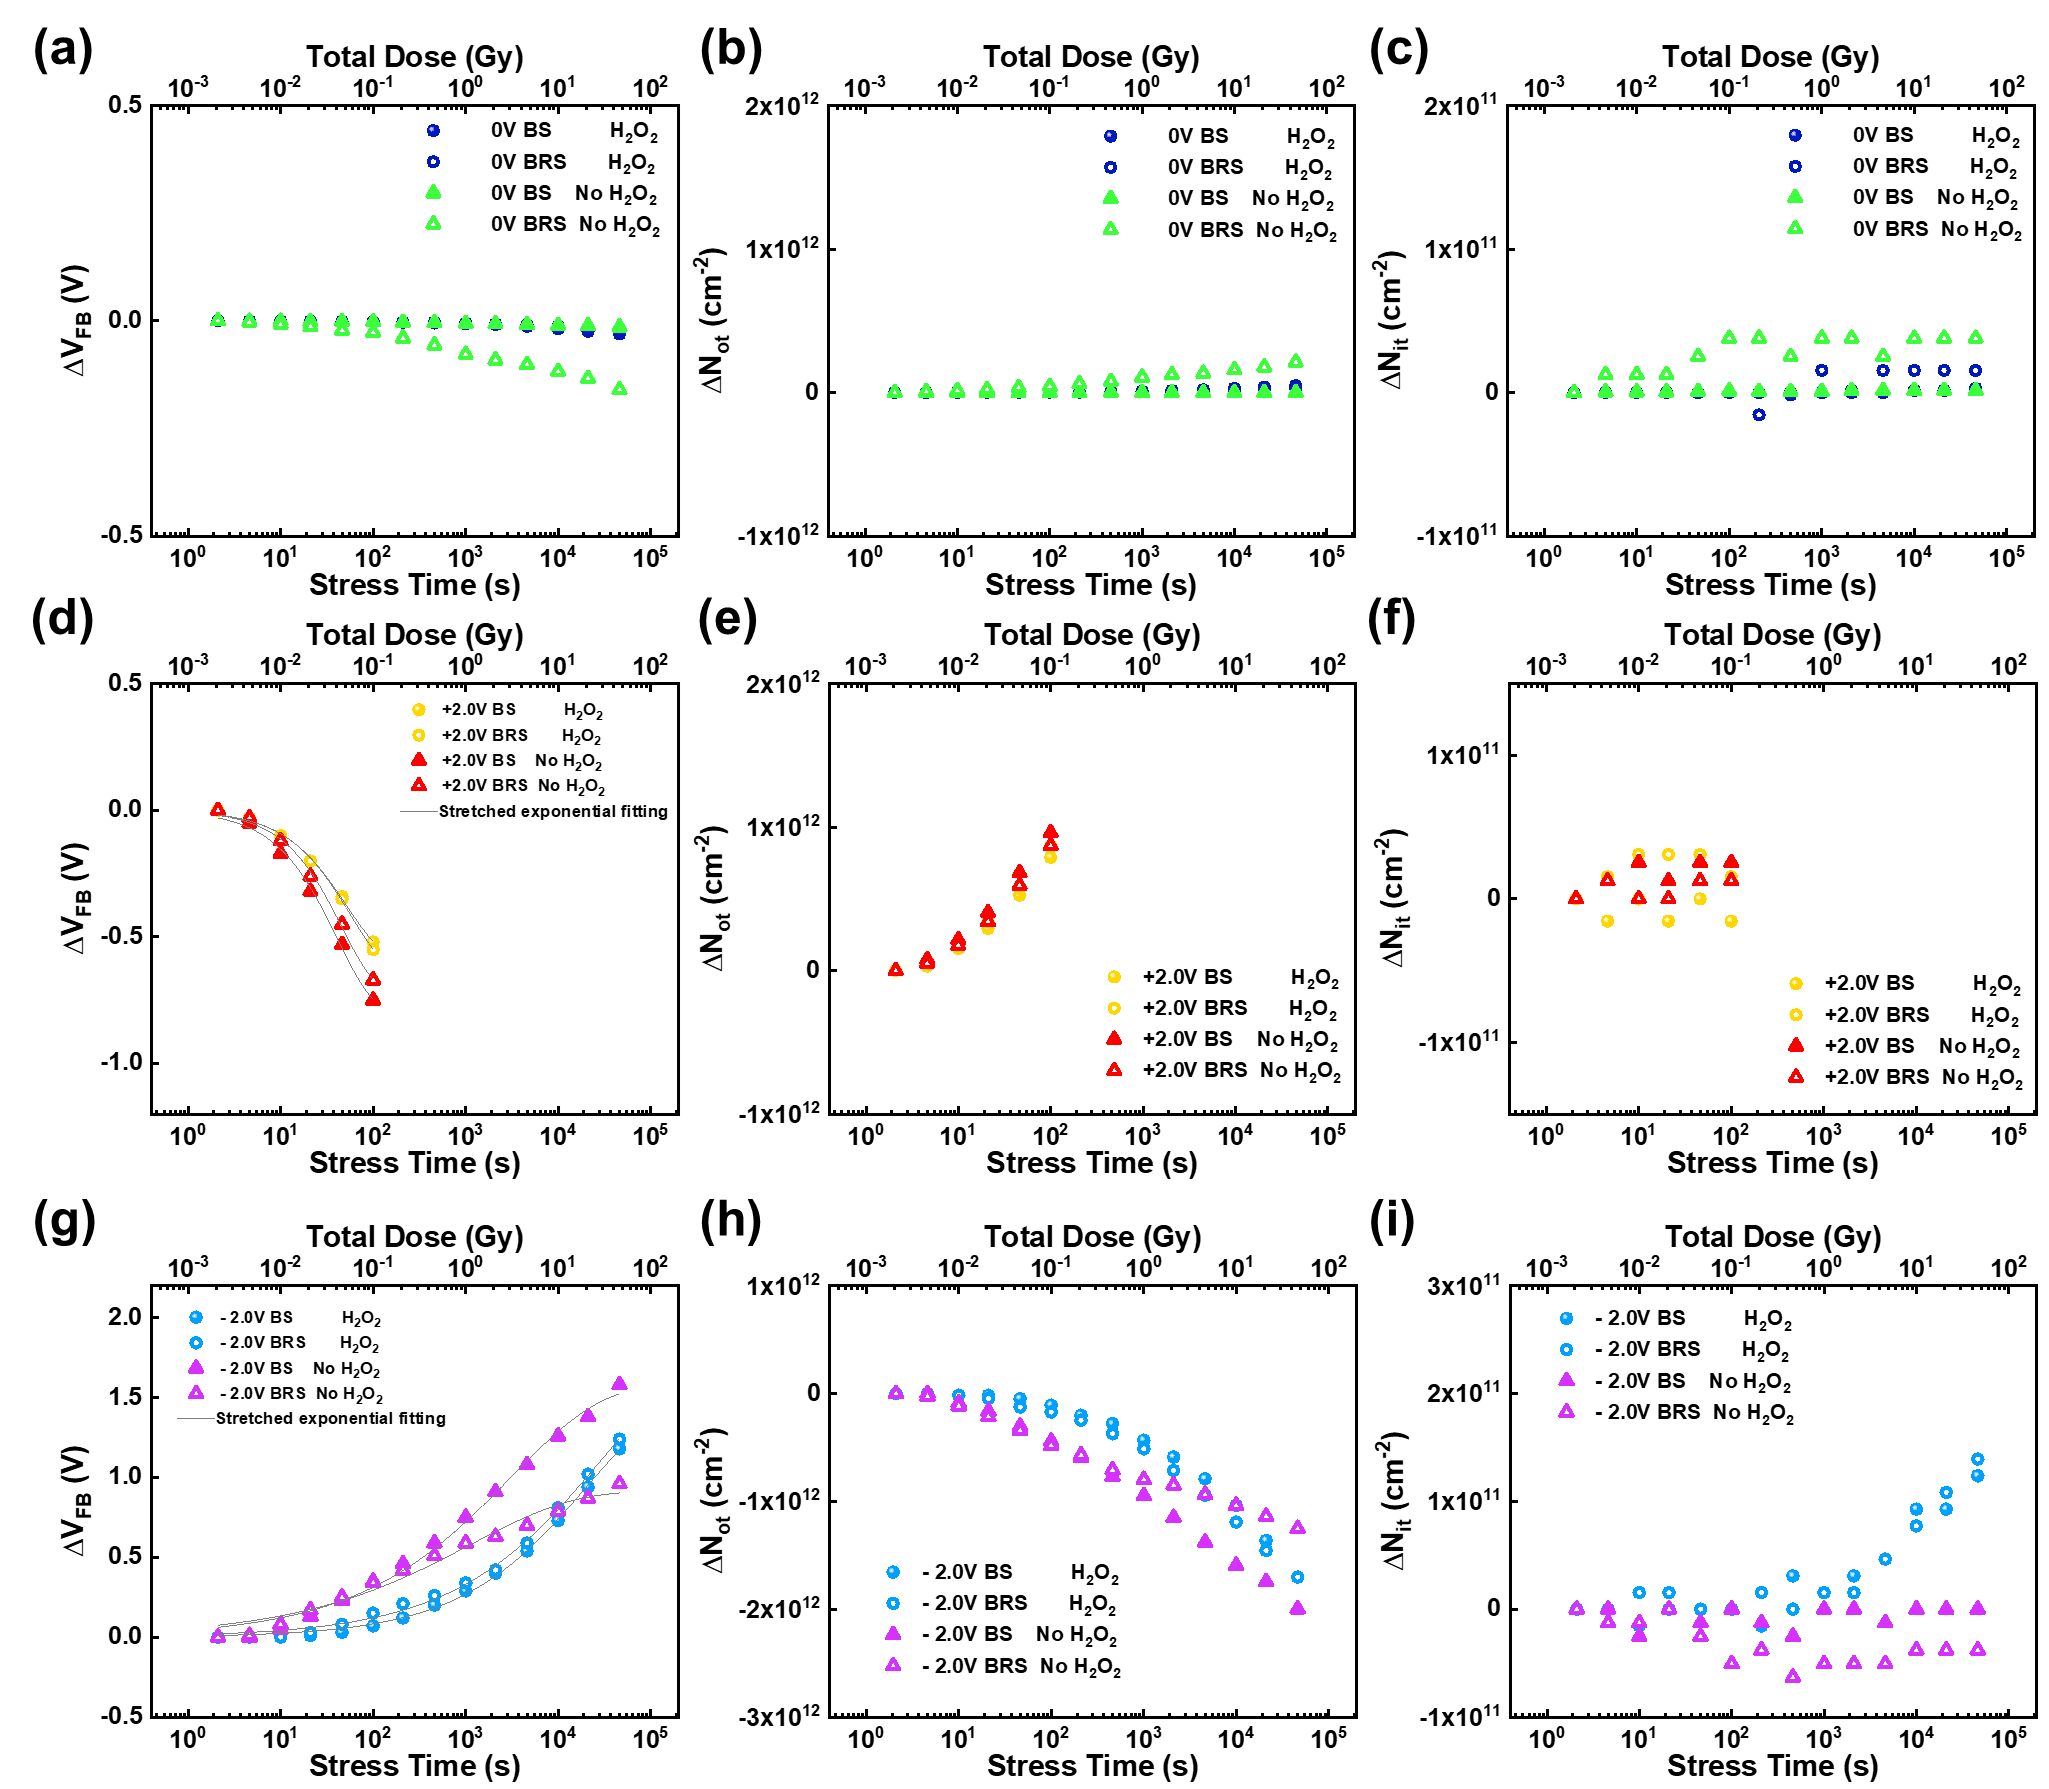 (a)
Total Dose (Gy)
10⁻³ 10⁻² 10⁻¹ 10⁰ 10¹ 10²
0.5
0V BS H₂O₂
0V BRS H₂O₂
0V BS No H₂O₂
0V BRS No H₂O₂
0.0
-0.5
ΔV_FB (V)
10⁰ 10¹ 10² 10³ 10⁴ 10⁵
Stress Time (s)
(b)
Total Dose (Gy)
10⁻³ 10⁻² 10⁻¹ 10⁰ 10¹ 10²
2x10¹²
0V BS H₂O₂
0V BRS H₂O₂
0V BS No H₂O₂
0V BRS No H₂O₂
1x10¹²
0
-1x10¹²
ΔN_ot (cm⁻²)
10⁰ 10¹ 10² 10³ 10⁴ 10⁵
Stress Time (s)
(c)
Total Dose (Gy)
10⁻³ 10⁻² 10⁻¹ 10⁰ 10¹ 10²
2x10¹¹
0V BS H₂O₂
0V BRS H₂O₂
0V BS No H₂O₂
0V BRS No H₂O₂
1x10¹¹
0
-1x10¹¹
ΔN_it (cm⁻²)
10⁰ 10¹ 10² 10³ 10⁴ 10⁵
Stress Time (s)
(d)
Total Dose (Gy)
10⁻³ 10⁻² 10⁻¹ 10⁰ 10¹ 10²
0.5
+2.0V BS H₂O₂
+2.0V BRS H₂O₂
+2.0V BS No H₂O₂
+2.0V BRS No H₂O₂
Stretched exponential fitting
0.0
-0.5
-1.0
ΔV_FB (V)
10⁰ 10¹ 10² 10³ 10⁴ 10⁵
Stress Time (s)
(e)
Total Dose (Gy)
10⁻³ 10⁻² 10⁻¹ 10⁰ 10¹ 10²
2x10¹²
1x10¹²
0
+2.0V BS H₂O₂
+2.0V BRS H₂O₂
+2.0V BS No H₂O₂
+2.0V BRS No H₂O₂
-1x10¹²
ΔN_ot (cm⁻²)
10⁰ 10¹ 10² 10³ 10⁴ 10⁵
Stress Time (s)
(f)
Total Dose (Gy)
10⁻³ 10⁻² 10⁻¹ 10⁰ 10¹ 10²
1x10¹¹
0
+2.0V BS H₂O₂
+2.0V BRS H₂O₂
+2.0V BS No H₂O₂
+2.0V BRS No H₂O₂
-1x10¹¹
ΔN_it (cm⁻²)
10⁰ 10¹ 10² 10³ 10⁴ 10⁵
Stress Time (s)
(g)
Total Dose (Gy)
10⁻³ 10⁻² 10⁻¹ 10⁰ 10¹ 10²
2.0
- 2.0V BS H₂O₂
- 2.0V BRS H₂O₂
- 2.0V BS No H₂O₂
- 2.0V BRS No H₂O₂
Stretched exponential fitting
1.5
1.0
0.5
0.0
-0.5
ΔV_FB (V)
10⁰ 10¹ 10² 10³ 10⁴ 10⁵
Stress Time (s)
(h)
Total Dose (Gy)
10⁻³ 10⁻² 10⁻¹ 10⁰ 10¹ 10²
1x10¹²
0
-1x10¹²
- 2.0V BS H₂O₂
- 2.0V BRS H₂O₂
- 2.0V BS No H₂O₂
- 2.0V BRS No H₂O₂
-2x10¹²
-3x10¹²
ΔN_ot (cm⁻²)
10⁰ 10¹ 10² 10³ 10⁴ 10⁵
Stress Time (s)
(i)
Total Dose (Gy)
10⁻³ 10⁻² 10⁻¹ 10⁰ 10¹ 10²
3x10¹¹
- 2.0V BS H₂O₂
- 2.0V BRS H₂O₂
- 2.0V BS No H₂O₂
- 2.0V BRS No H₂O₂
2x10¹¹
1x10¹¹
0
-1x10¹¹
ΔN_it (cm⁻²)
10⁰ 10¹ 10² 10³ 10⁴ 10⁵
Stress Time (s)